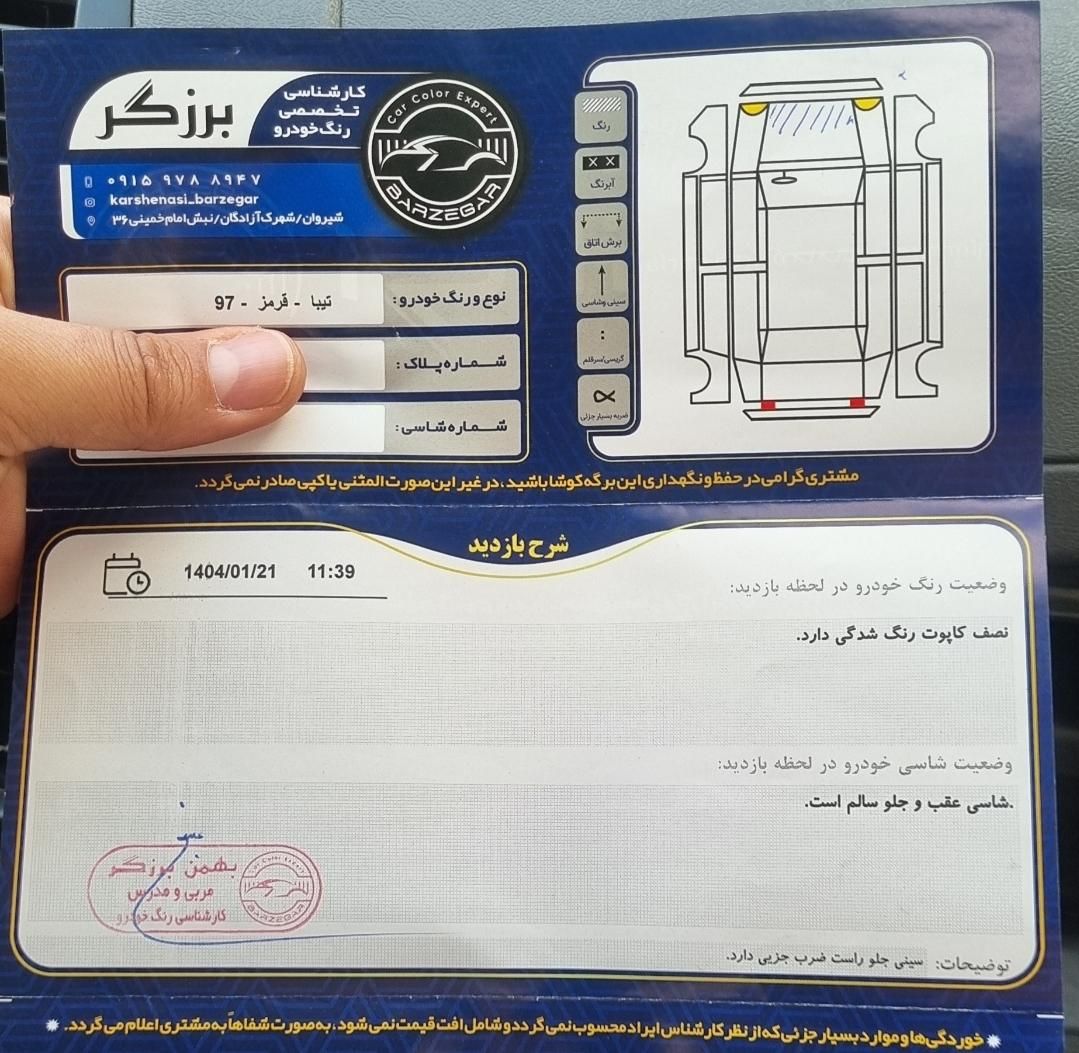 برزگر
کارشناسی
تخصصی
رنگ خودرو
Car Color Expert
BARZEGAR
۰۹۱۵ ۹۷۸ ۸۹۴۷
karshenasi_barzegar
شیروان/شهرک آزادگان/نبش امام خمینی ۳۶
نوع و رنگ خودرو: تیبا - قرمز - 97
شماره پلاک:
شماره شاسی:
رنگ
آبرنگ
برش اتاق
سینی و شاسی
گریسی/سرقلم
ضربه بسیار جزئی
مشتری گرامی در حفظ و نگهداری این برگه کوشا باشید، در غیر این صورت المثنی یا کپی صادر نمی گردد.
شرح بازدید
1404/01/21 11:39
وضعیت رنگ خودرو در لحظه بازدید:
نصف کاپوت رنگ شدگی دارد.
وضعیت شاسی خودرو در لحظه بازدید:
.شاسی عقب و جلو سالم است.
بهمن برزگر
مربی و مدرس
کارشناسی رنگ خودرو
Car Color Expert
BARZEGAR
توضیحات: سینی جلو راست ضرب جزیی دارد.
خوردگی ها و موارد بسیار جزئی که از نظر کارشناس ایراد محسوب نمی گردد و شامل افت قیمت نمی شود، به صورت شفاهاً به مشتری اعلام می گردد.